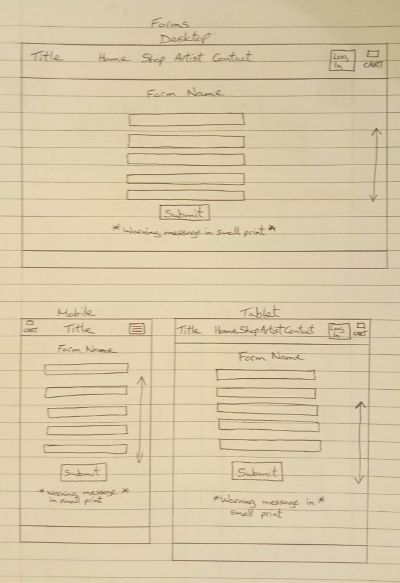 Forms
Desktop
Title Home Shop Artist Contact Log In CART
Form Name
Submit
*Warning message in small print*
Mobile
CART Title
Form Name
Submit
*Warning message*
in small print
Tablet
Title Home Shop Artist Contact Log In CART
Form Name
Submit
*Warning message in*
small print